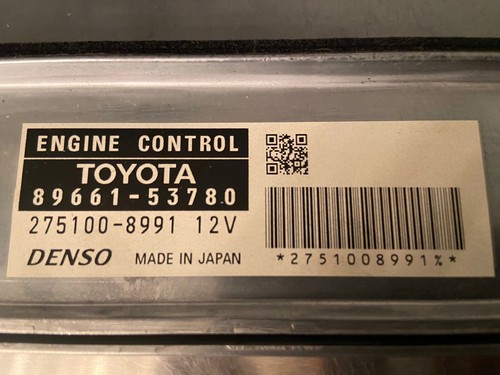 ENGINE CONTROL
TOYOTA
89661-53780
275100-8991 12V
DENSO MADE IN JAPAN
*2751008991%*